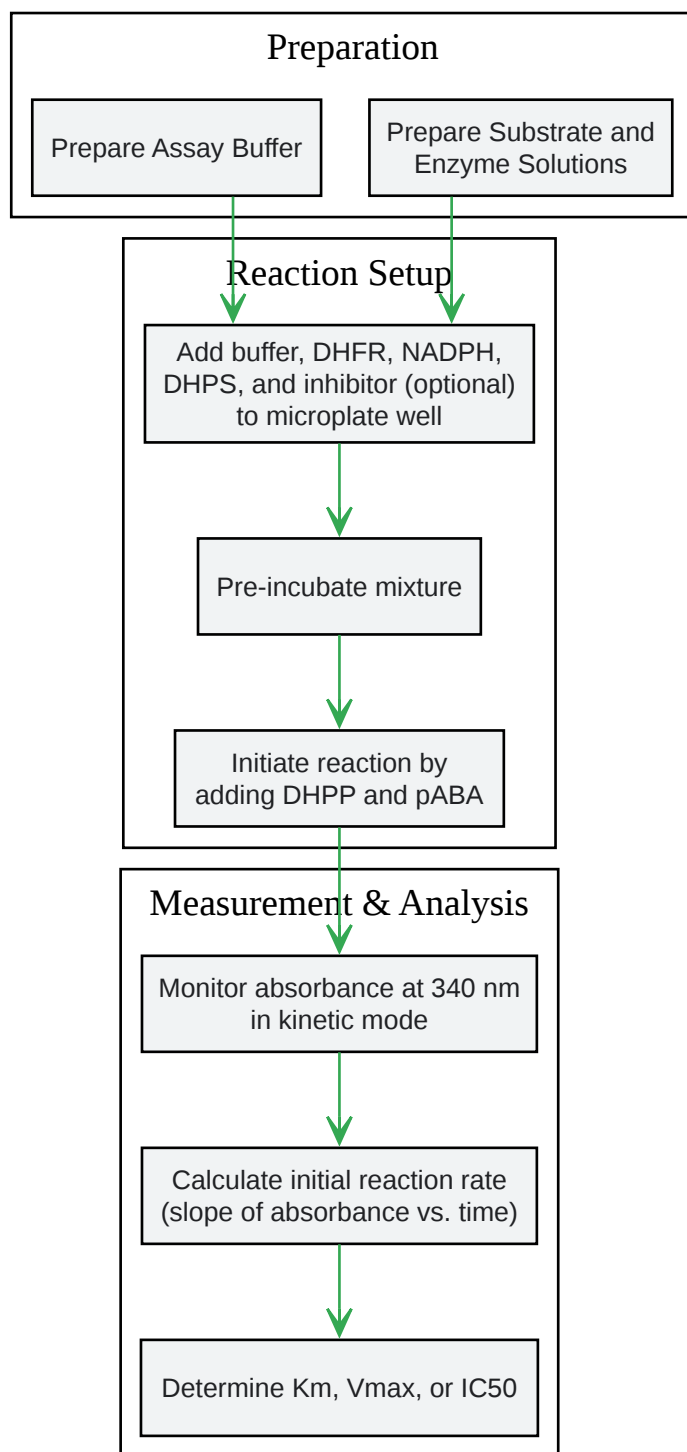 Preparation
Prepare Assay Buffer
Prepare Substrate and
Enzyme Solutions
Reaction Setup
Add buffer, DHFR, NADPH,
DHPS, and inhibitor (optional)
to microplate well
Pre-incubate mixture
Initiate reaction by
adding DHPP and pABA
Measurement & Analysis
Monitor absorbance at 340 nm
in kinetic mode
Calculate initial reaction rate
(slope of absorbance vs. time)
Determine Km, Vmax, or IC50